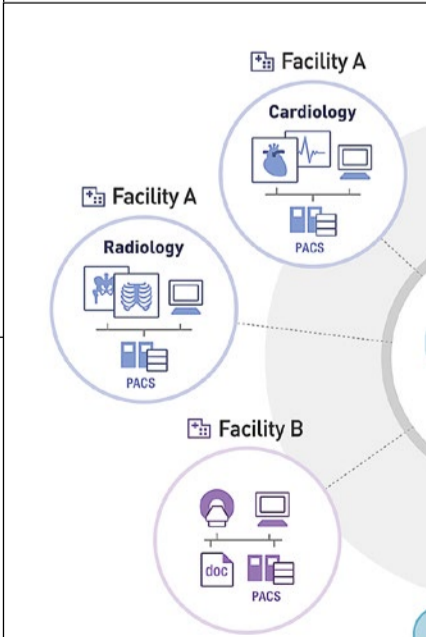 Facility A
Cardiology
PACS
Facility A
Radiology
PACS
Facility B
doc
PACS